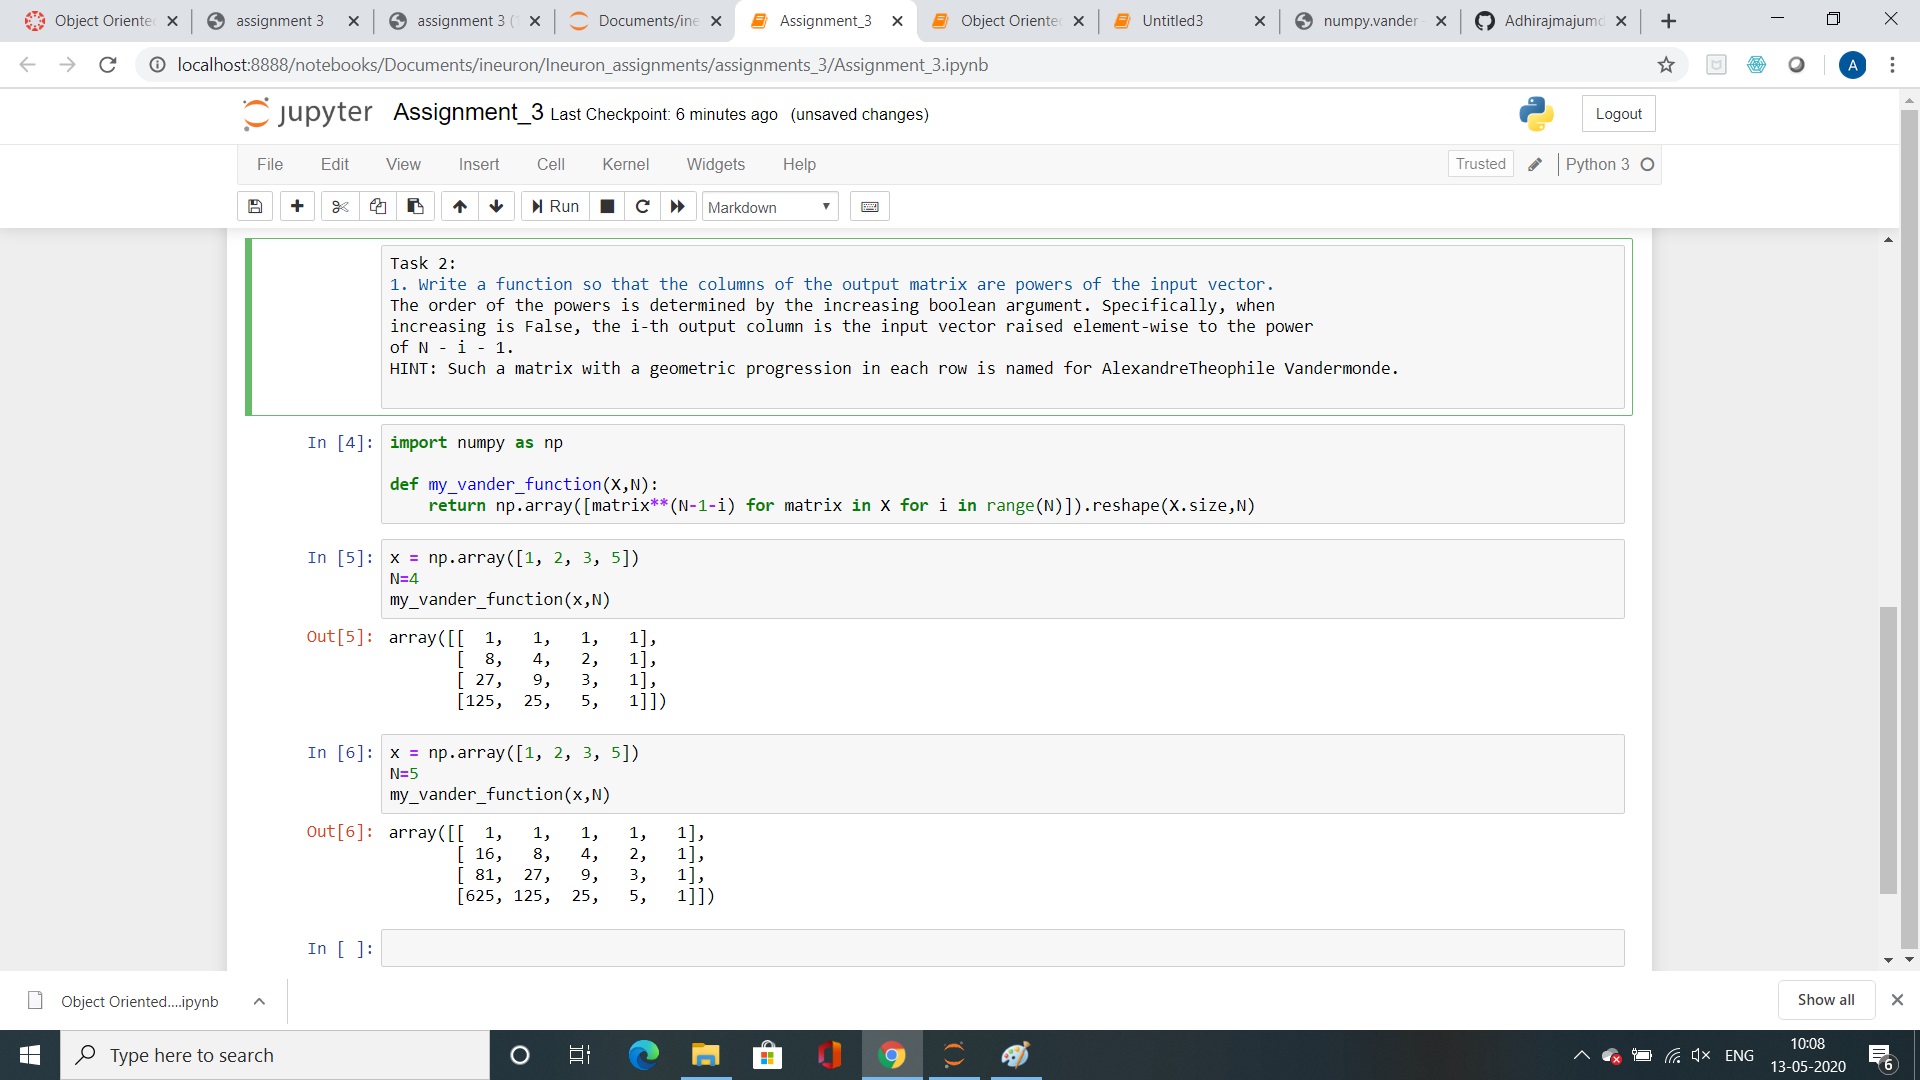 Object Oriente
assignment 3
assignment 3 (
Documents/ine
Assignment_3
Object Oriente
Untitled3
numpy.vander
Adhirajmajumd
localhost:8888/notebooks/Documents/ineuron/Ineuron_assignments/assignments_3/Assignment_3.ipynb
A
jupyter Assignment_3 Last Checkpoint: 6 minutes ago (unsaved changes)
Logout
File Edit View Insert Cell Kernel Widgets Help
Trusted Python 3
Run Markdown
Task 2:
1. Write a function so that the columns of the output matrix are powers of the input vector.
The order of the powers is determined by the increasing boolean argument. Specifically, when
increasing is False, the i-th output column is the input vector raised element-wise to the power
of N - i - 1.
HINT: Such a matrix with a geometric progression in each row is named for AlexandreTheophile Vandermonde.
In [4]: import numpy as np
def my_vander_function(X,N):
return np.array([matrix**(N-1-i) for matrix in X for i in range(N)]).reshape(X.size,N)
In [5]: x = np.array([1, 2, 3, 5])
N=4
my_vander_function(x,N)
Out[5]: array([[  1,   1,   1,   1],
[  8,   4,   2,   1],
[ 27,   9,   3,   1],
[125,  25,   5,   1]])
In [6]: x = np.array([1, 2, 3, 5])
N=5
my_vander_function(x,N)
Out[6]: array([[  1,   1,   1,   1,   1],
[ 16,   8,   4,   2,   1],
[ 81,  27,   9,   3,   1],
[625, 125,  25,   5,   1]])
In [ ]:
Object Oriented....ipynb
Show all
Type here to search
ENG
10:08
13-05-2020
6